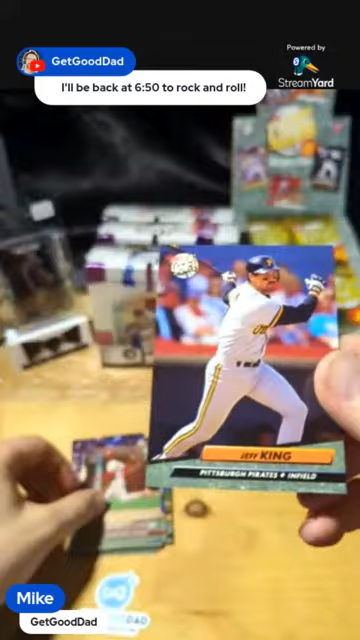 Powered by
GetGoodDad
StreamYard
I'll be back at 6:50 to rock and roll!
JEFF KING
PITTSBURGH PIRATES • INFIELD
Mike
GetGoodDad